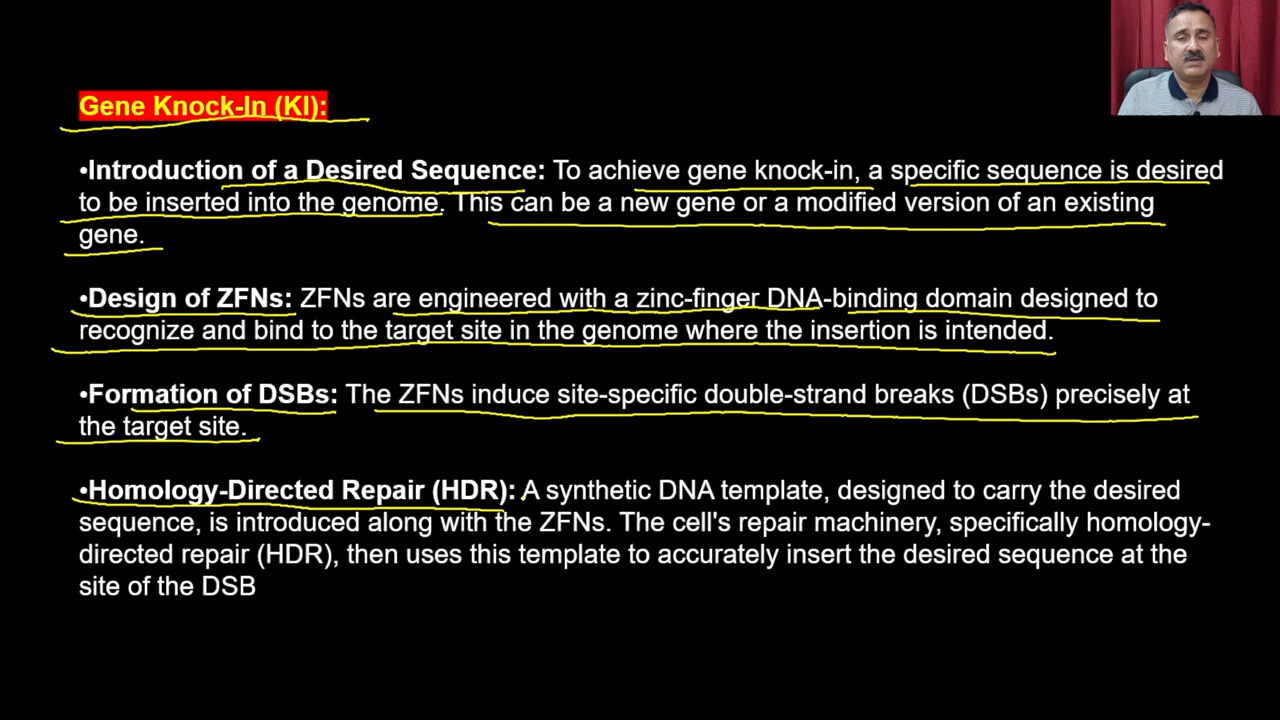 Gene Knock-In (KI):
•Introduction of a Desired Sequence: To achieve gene knock-in, a specific sequence is desired
to be inserted into the genome. This can be a new gene or a modified version of an existing
gene.
•Design of ZFNs: ZFNs are engineered with a zinc-finger DNA-binding domain designed to
recognize and bind to the target site in the genome where the insertion is intended.
•Formation of DSBs: The ZFNs induce site-specific double-strand breaks (DSBs) precisely at
the target site.
•Homology-Directed Repair (HDR): A synthetic DNA template, designed to carry the desired
sequence, is introduced along with the ZFNs. The cell's repair machinery, specifically homology-
directed repair (HDR), then uses this template to accurately insert the desired sequence at the
site of the DSB